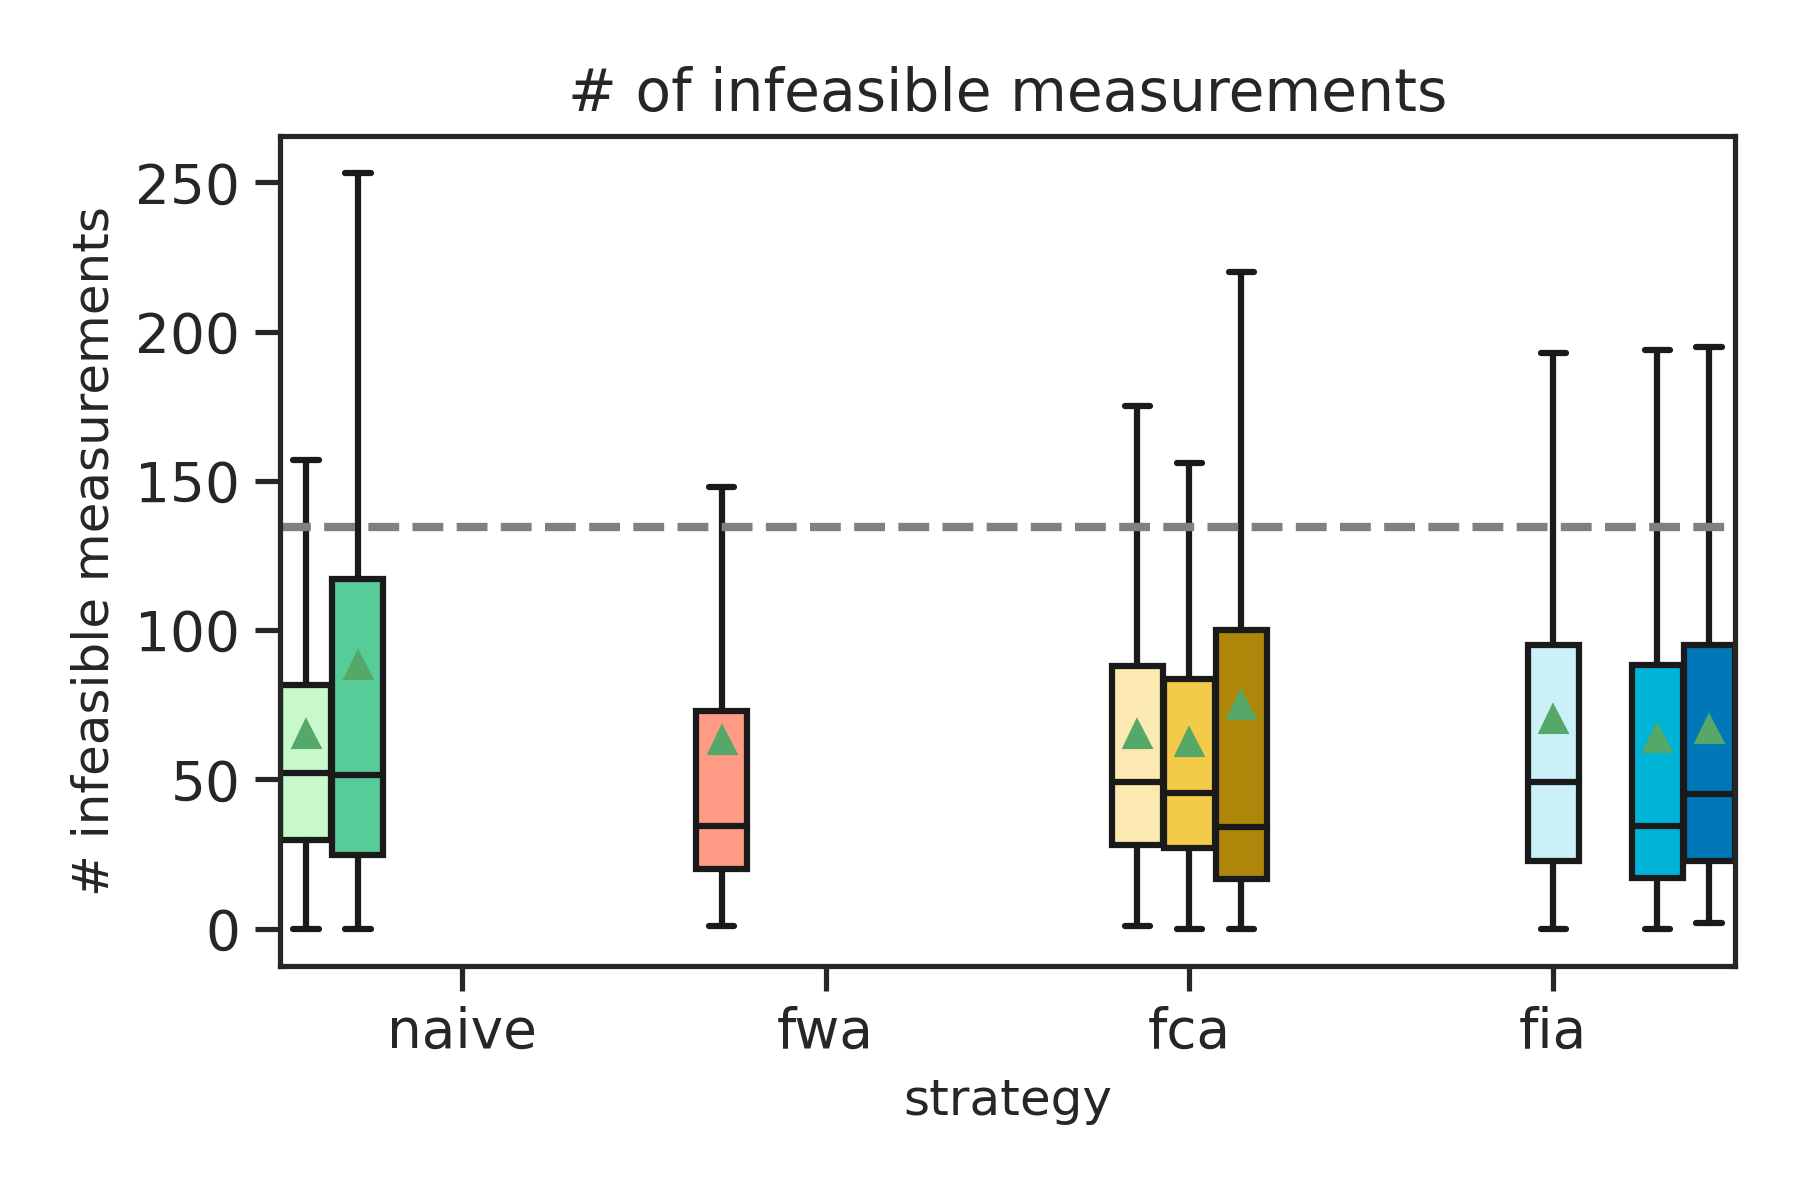 # of infeasible measurements
# infeasible measurements
250
200
150
100
50
0
naive fwa fca fia
strategy